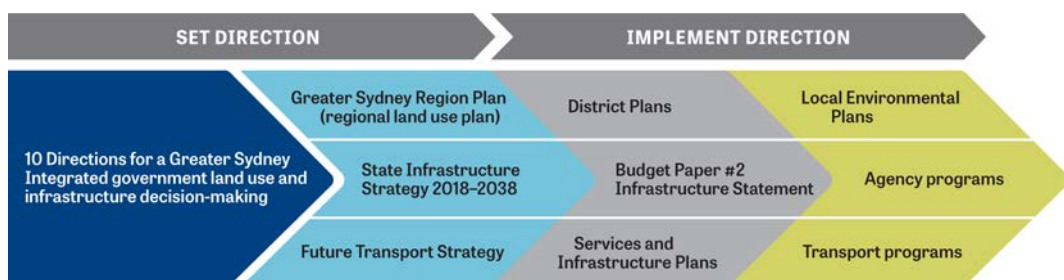 SET DIRECTION
IMPLEMENT DIRECTION
10 Directions for a Greater Sydney
Integrated government land use and
infrastructure decision-making
Greater Sydney Region Plan
(regional land use plan)
District Plans
Local Environmental
Plans
State Infrastructure
Strategy 2018–2038
Budget Paper #2
Infrastructure Statement
Agency programs
Future Transport Strategy
Services and
Infrastructure Plans
Transport programs